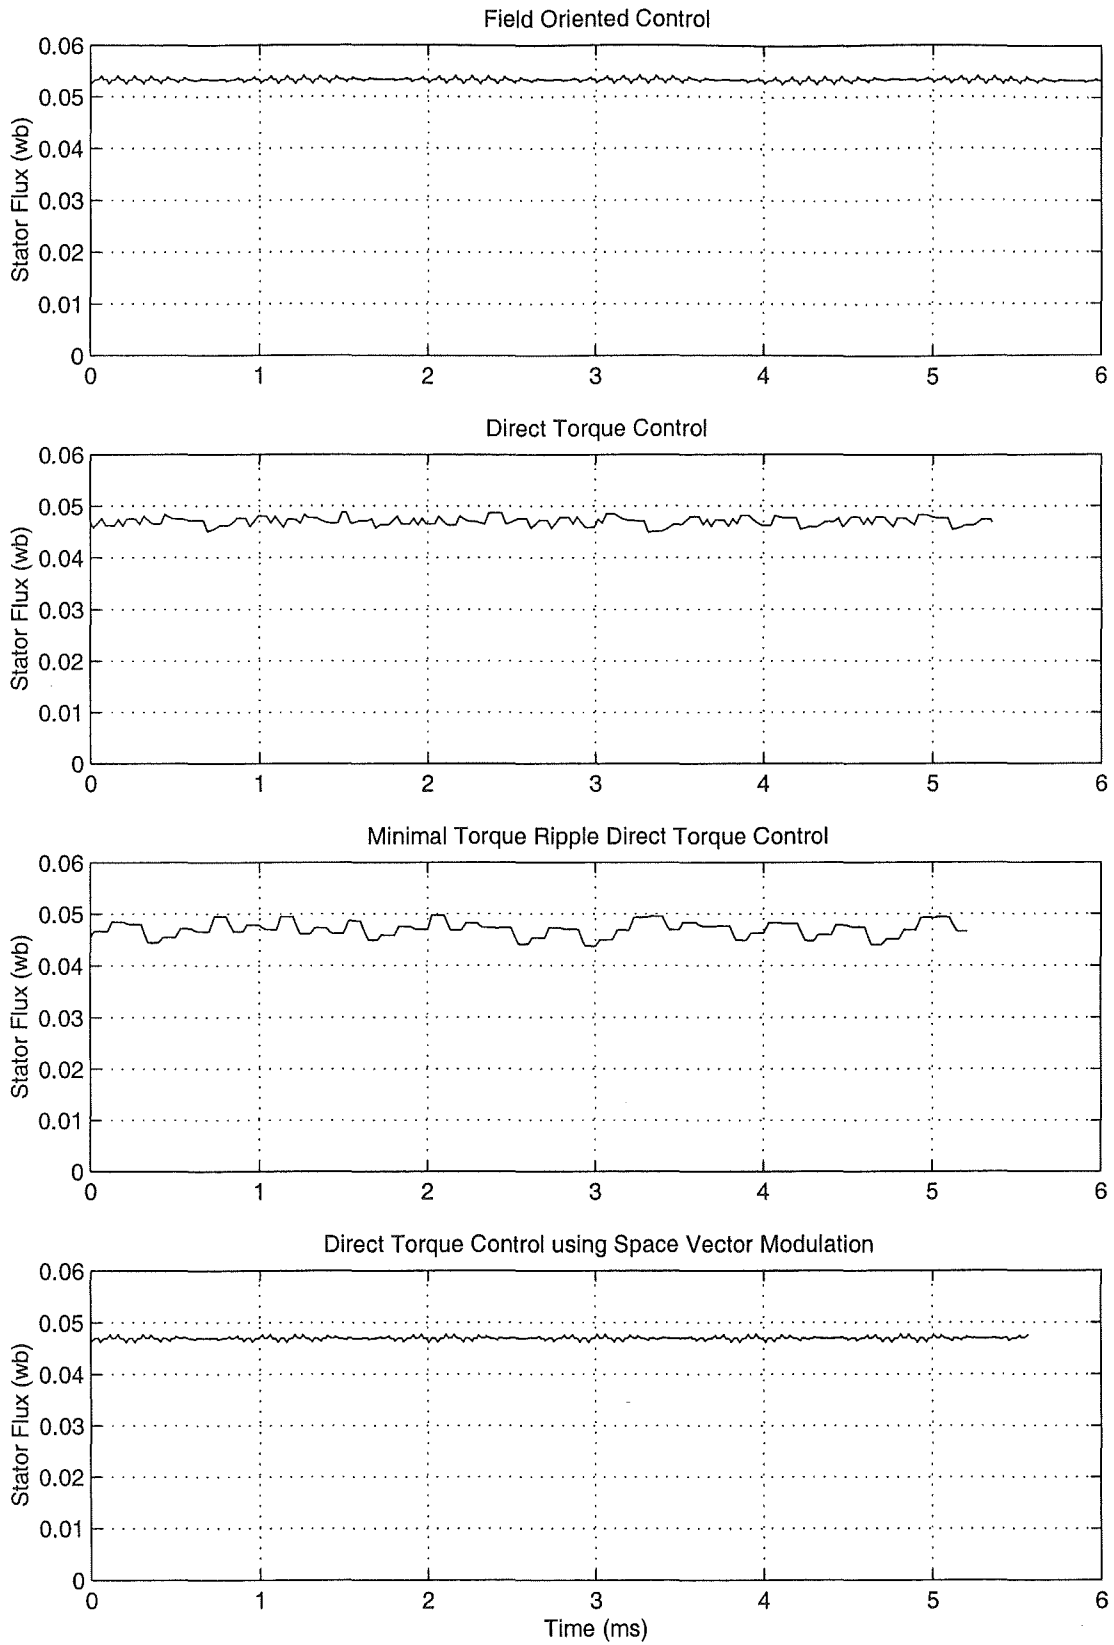 Field Oriented Control
0.06
0.05
0.04
0.03
0.02
0.01
0
Stator Flux (wb)
0 1 2 3 4 5 6
Direct Torque Control
0.06
0.05
0.04
0.03
0.02
0.01
0
Stator Flux (wb)
0 1 2 3 4 5 6
Minimal Torque Ripple Direct Torque Control
0.06
0.05
0.04
0.03
0.02
0.01
0
Stator Flux (wb)
0 1 2 3 4 5 6
Direct Torque Control using Space Vector Modulation
0.06
0.05
0.04
0.03
0.02
0.01
0
Stator Flux (wb)
0 1 2 3 4 5 6
Time (ms)